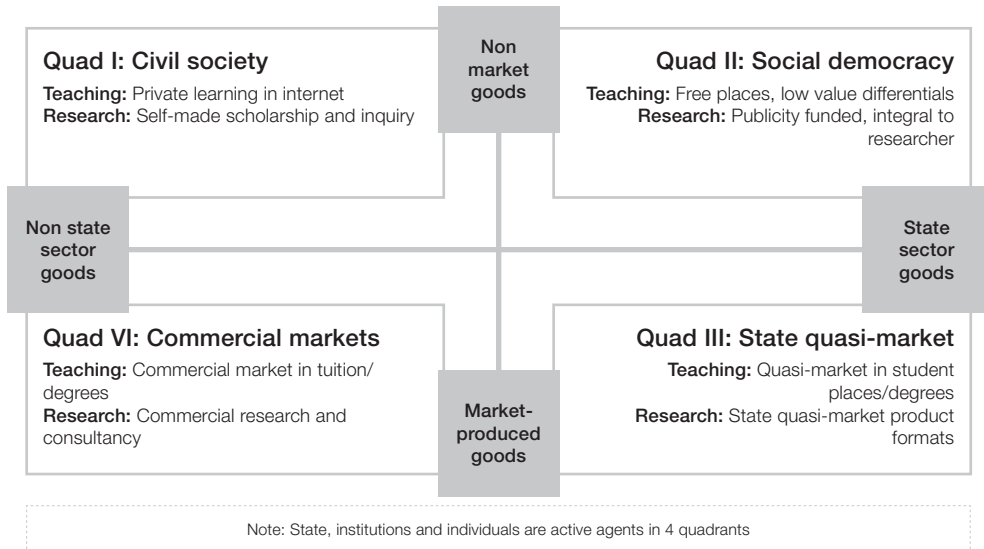 Quad I: Civil society
Teaching: Private learning in internet
Research: Self-made scholarship and inquiry
Non
market
goods
Quad II: Social democracy
Teaching: Free places, low value differentials
Research: Publicity funded, integral to
researcher
Non state
sector
goods
State
sector
goods
Quad VI: Commercial markets
Teaching: Commercial market in tuition/
degrees
Research: Commercial research and
consultancy
Market-
produced
goods
Quad III: State quasi-market
Teaching: Quasi-market in student
places/degrees
Research: State quasi-market product
formats
Note: State, institutions and individuals are active agents in 4 quadrants